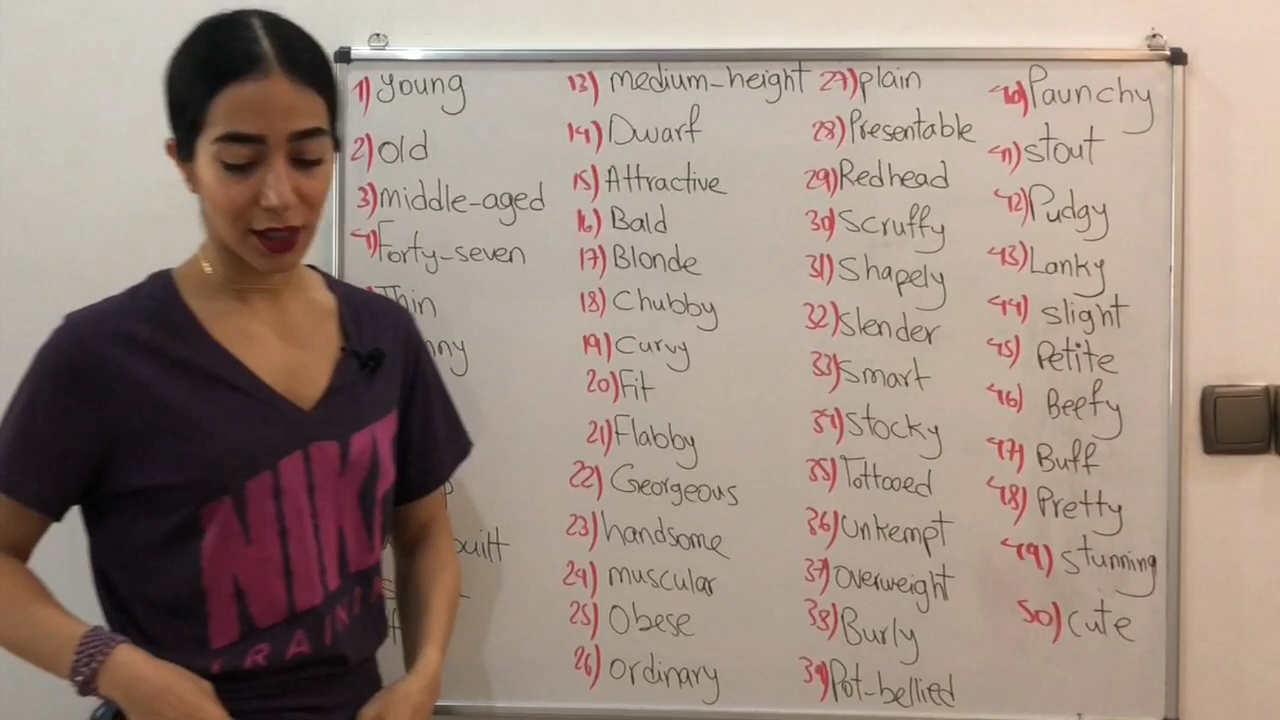 1) young
2) old
3) middle-aged
4) Forty-seven
Thin
nny
built
13) medium-height
14) Dwarf
15) Attractive
16) Bald
17) Blonde
18) Chubby
19) Curvy
20) Fit
21) Flabby
22) Georgeous
23) handsome
24) muscular
25) Obese
26) ordinary
27) plain
28) Presentable
29) Redhead
30) Scruffy
31) Shapely
32) slender
33) Smart
34) Stocky
35) Tottooed
36) Unkempt
37) overweight
38) Burly
39) Pot-bellied
40) Paunchy
41) stout
42) Pudgy
43) Lanky
44) slight
45) Petite
46) Beefy
47) Buff
48) Pretty
49) stunning
50) cute
NIKE
TRAINI